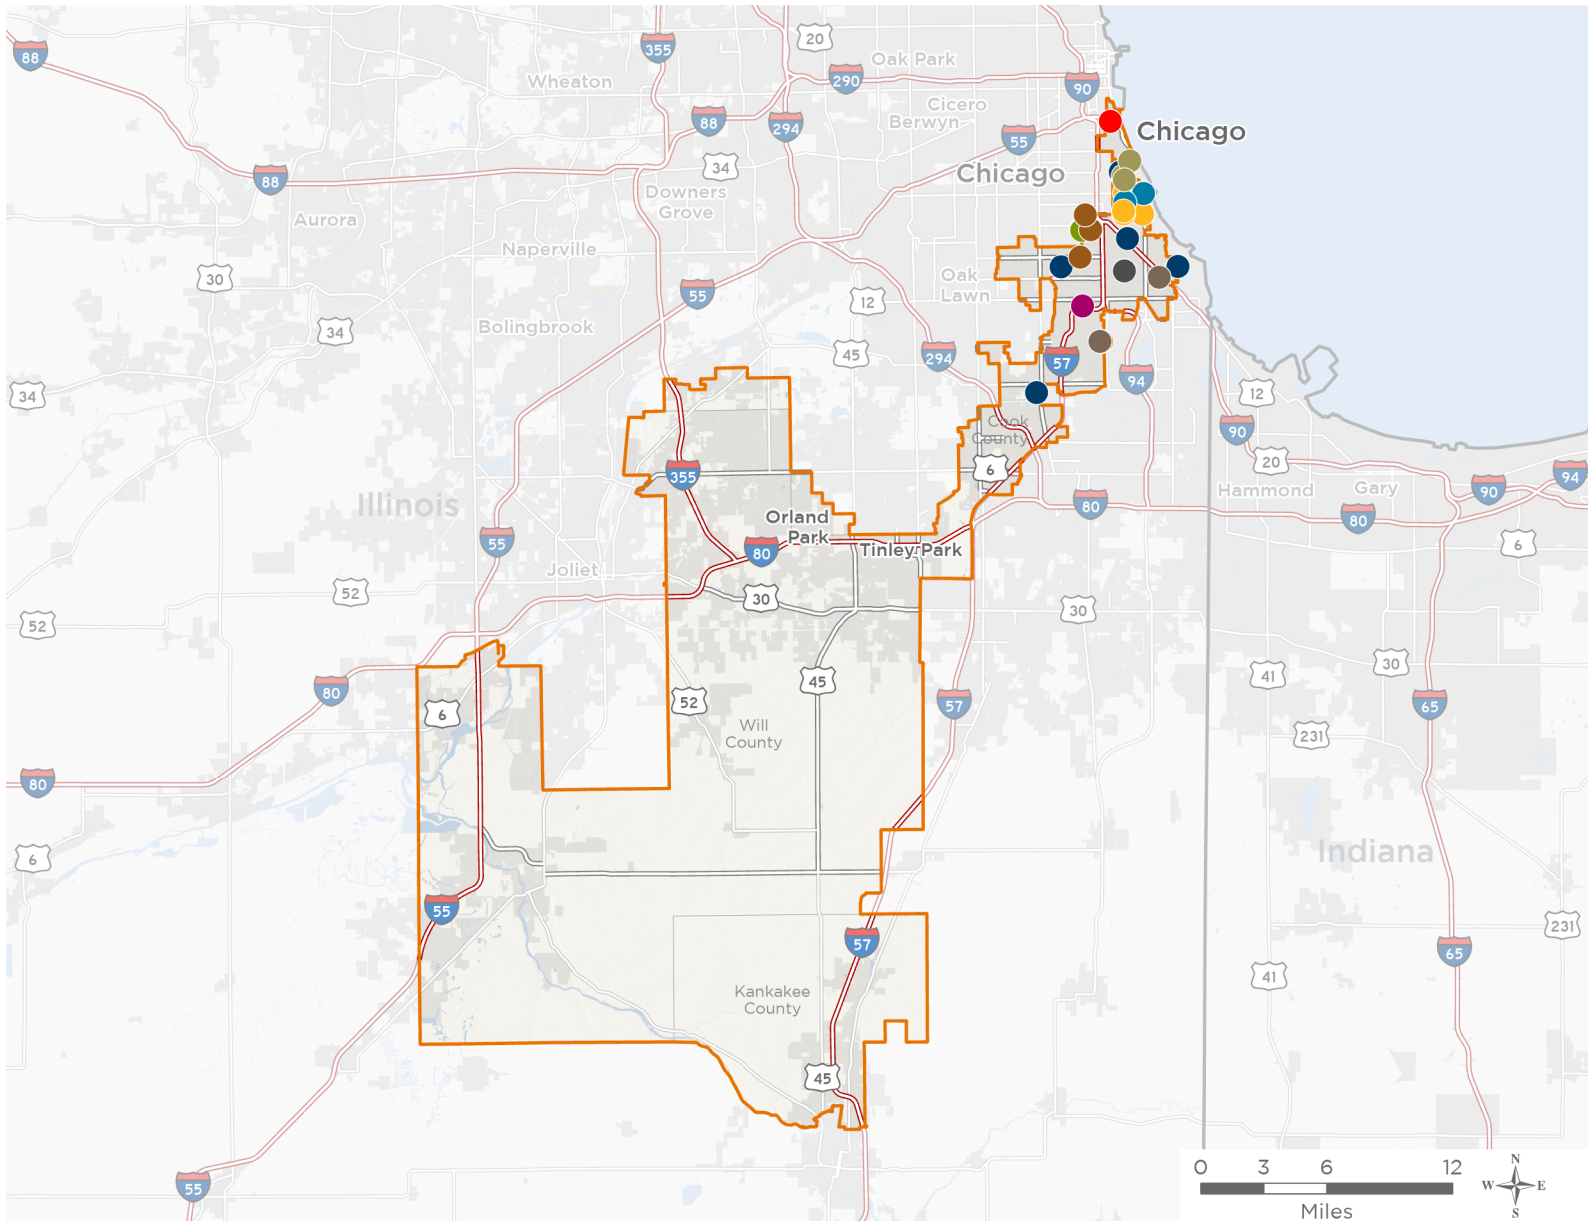 20
88
355
Oak Park
290
Wheaton
90
Cicero
Berwyn
88
294
55
Chicago
34
Chicago
88
Downers
Grove
Aurora
Naperville
30
Oak
Lawn
55
12
Bolingbrook
34
45
294
57
94
34
12
Cook
County
90
20
6
355
94
Hammond
Gary
90
Illinois
80
80
Orland
Park
55
80
Tinley Park
6
Joliet
52
30
30
52
41
30
80
45
52
57
65
6
Will
County
231
80
Indiana
6
55
231
57
65
41
Kankakee
County
45
55
0 3 6 12
Miles
N
W E
S